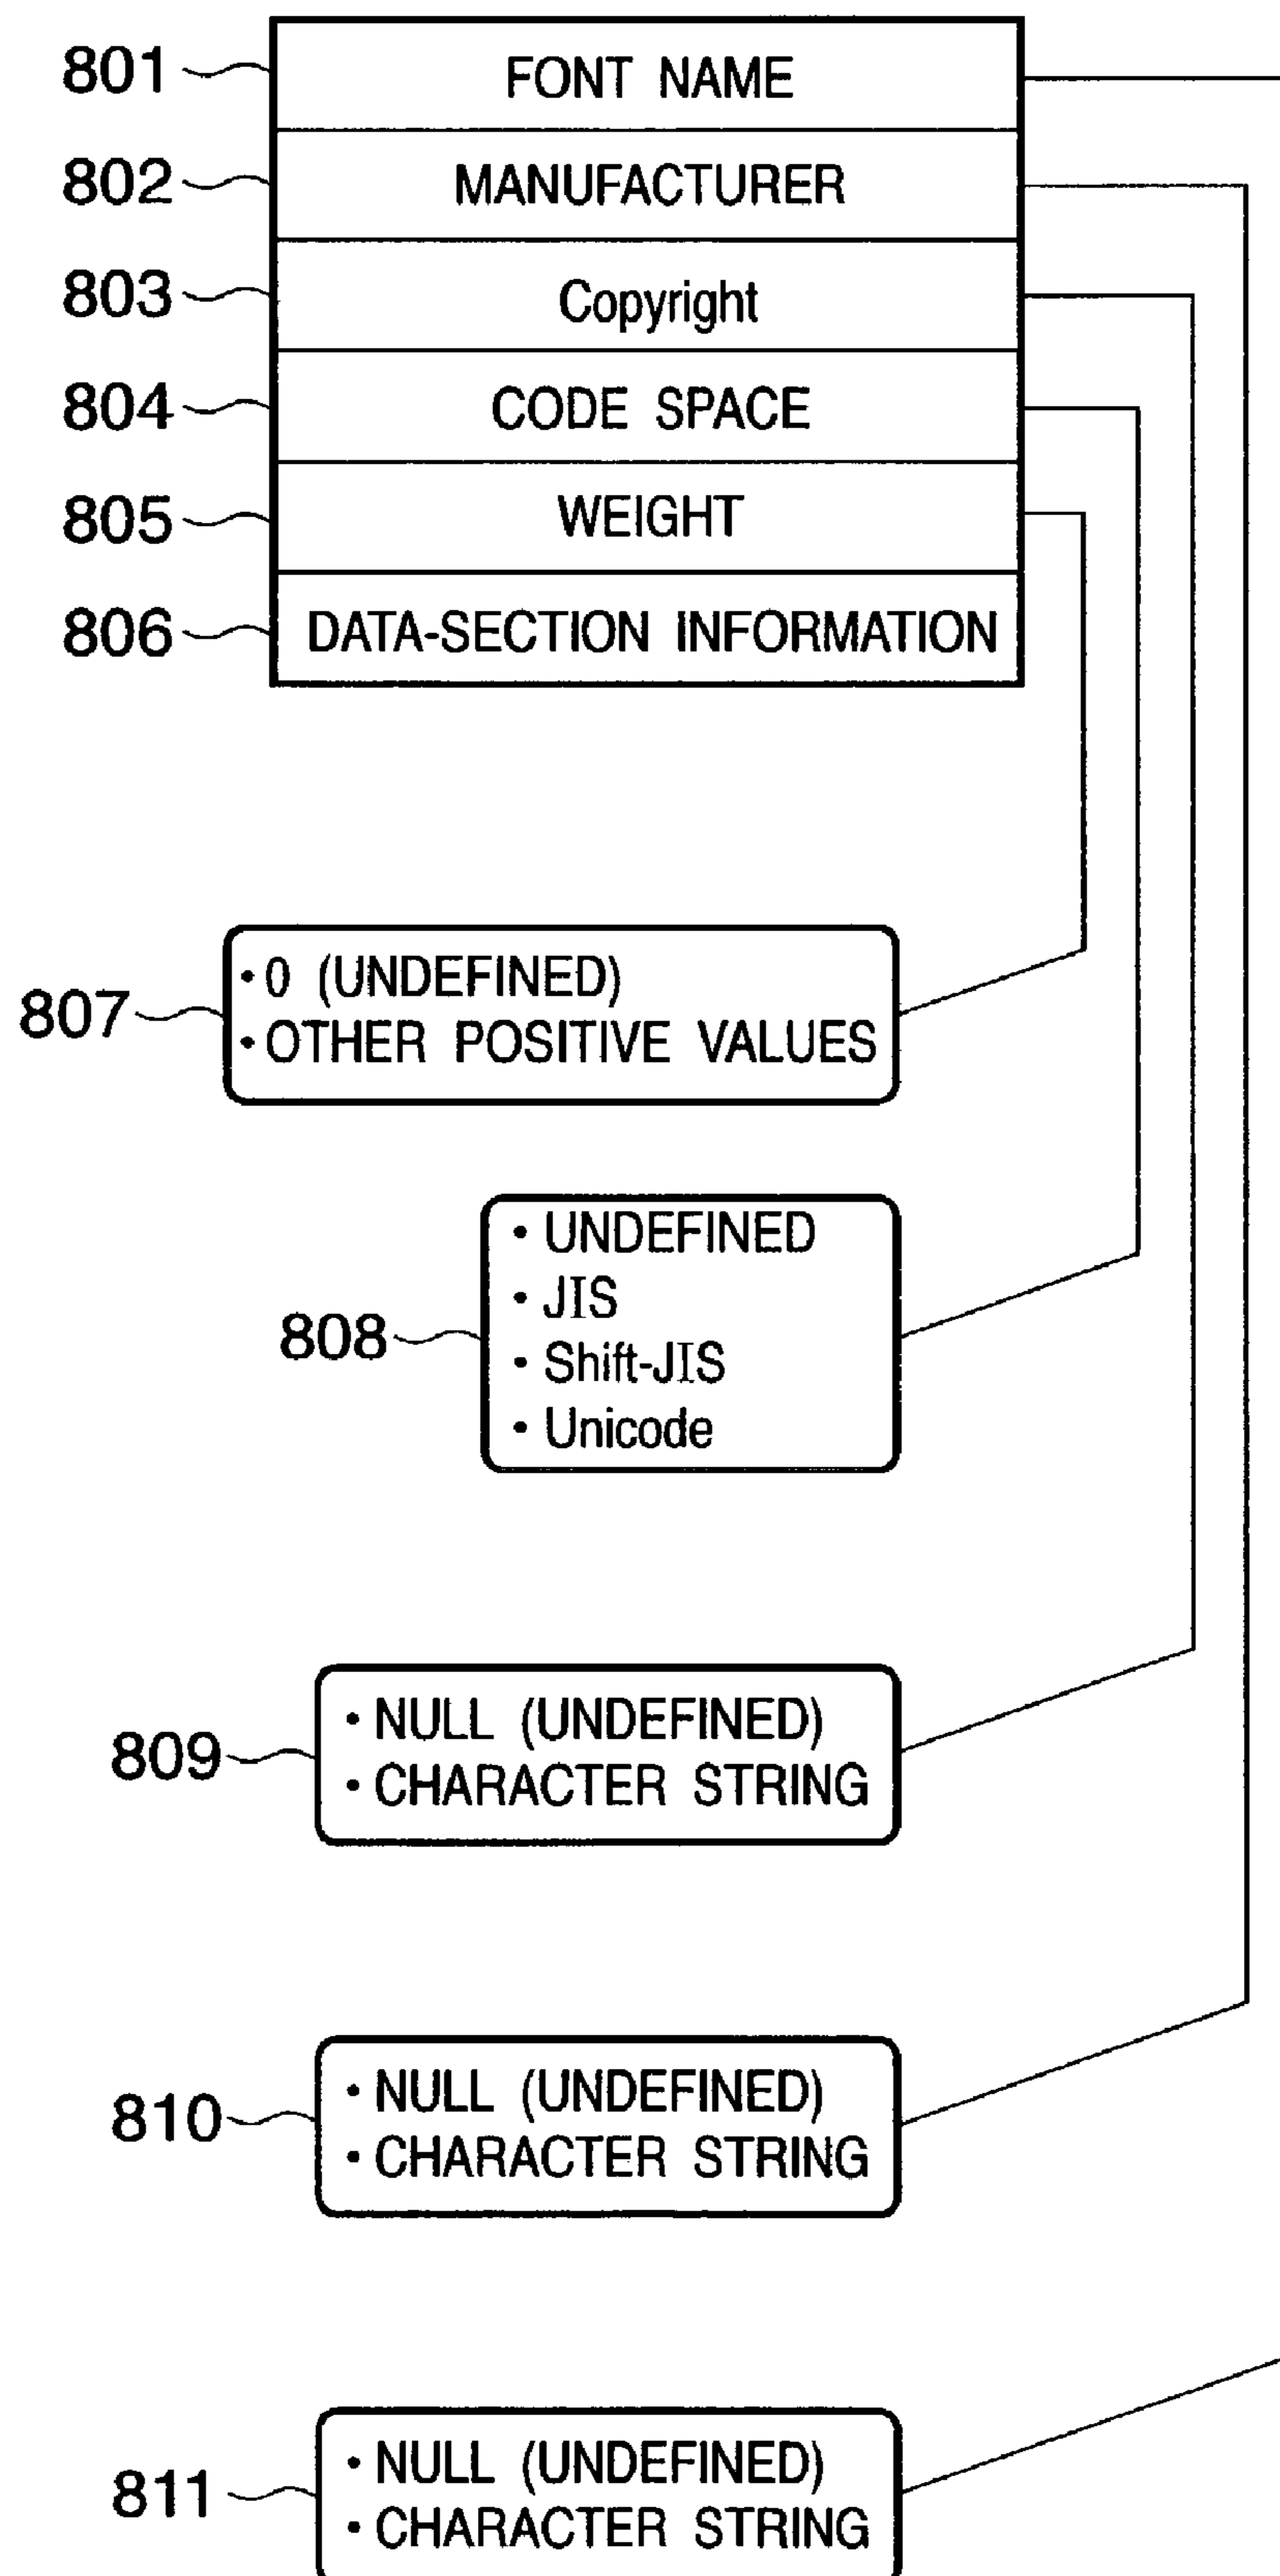 801 FONT NAME
802 MANUFACTURER
803 Copyright
804 CODE SPACE
805 WEIGHT
806 DATA-SECTION INFORMATION
807
• 0 (UNDEFINED)
• OTHER POSITIVE VALUES
808
• UNDEFINED
• JIS
• Shift-JIS
• Unicode
809
• NULL (UNDEFINED)
• CHARACTER STRING
810
• NULL (UNDEFINED)
• CHARACTER STRING
811
• NULL (UNDEFINED)
• CHARACTER STRING